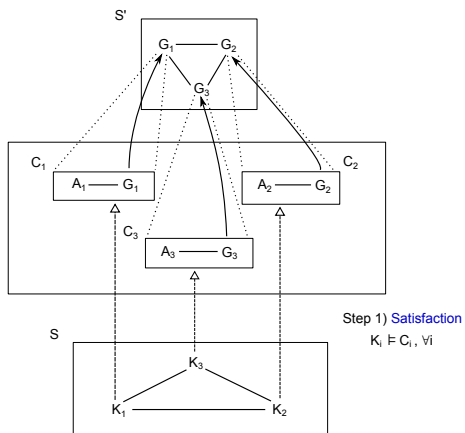 S'
G₁ G₂
G₃
C₁ C₂
A₁ G₁ A₂ G₂
C₃
A₃ G₃
Step 1) Satisfaction
Kᵢ ⊨ Cᵢ , ∀i
S
K₃
K₁ K₂